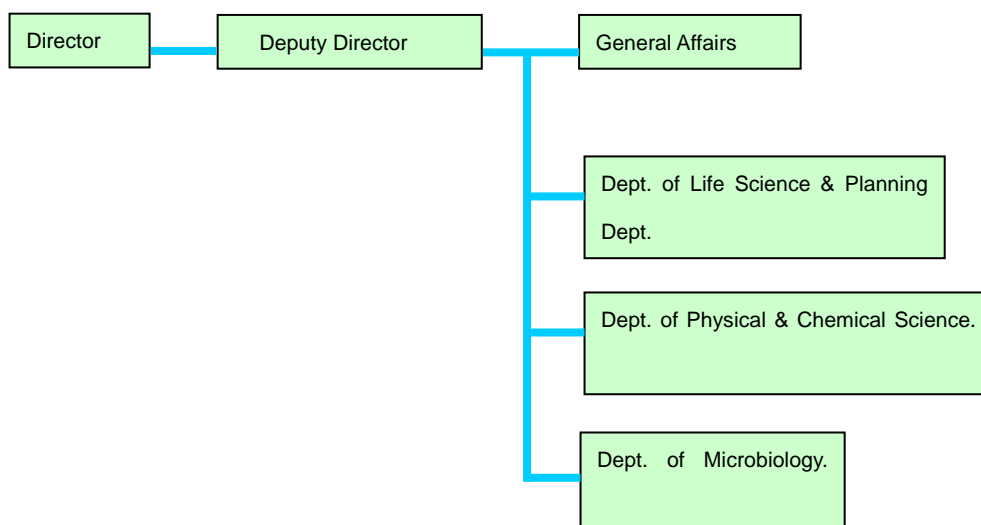 Director
Deputy Director
General Affairs
Dept. of Life Science & Planning
Dept.
Dept. of Physical & Chemical Science.
Dept. of Microbiology.